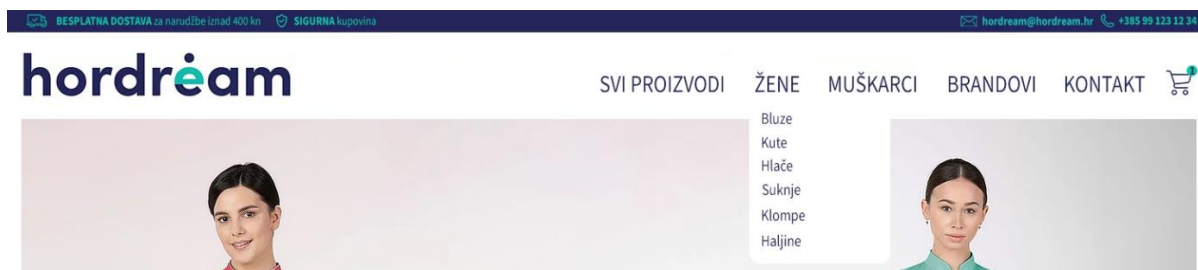 BESPLATNA DOSTAVA za narudžbe iznad 400 kn SIGURNA kupovina hordream@hordream.hr +385 99 123 12 34
hordream
SVI PROIZVODI ŽENE MUŠKARCI BRANDOVI KONTAKT 1
Bluze
Kute
Hlače
Suknje
Klompe
Haljine